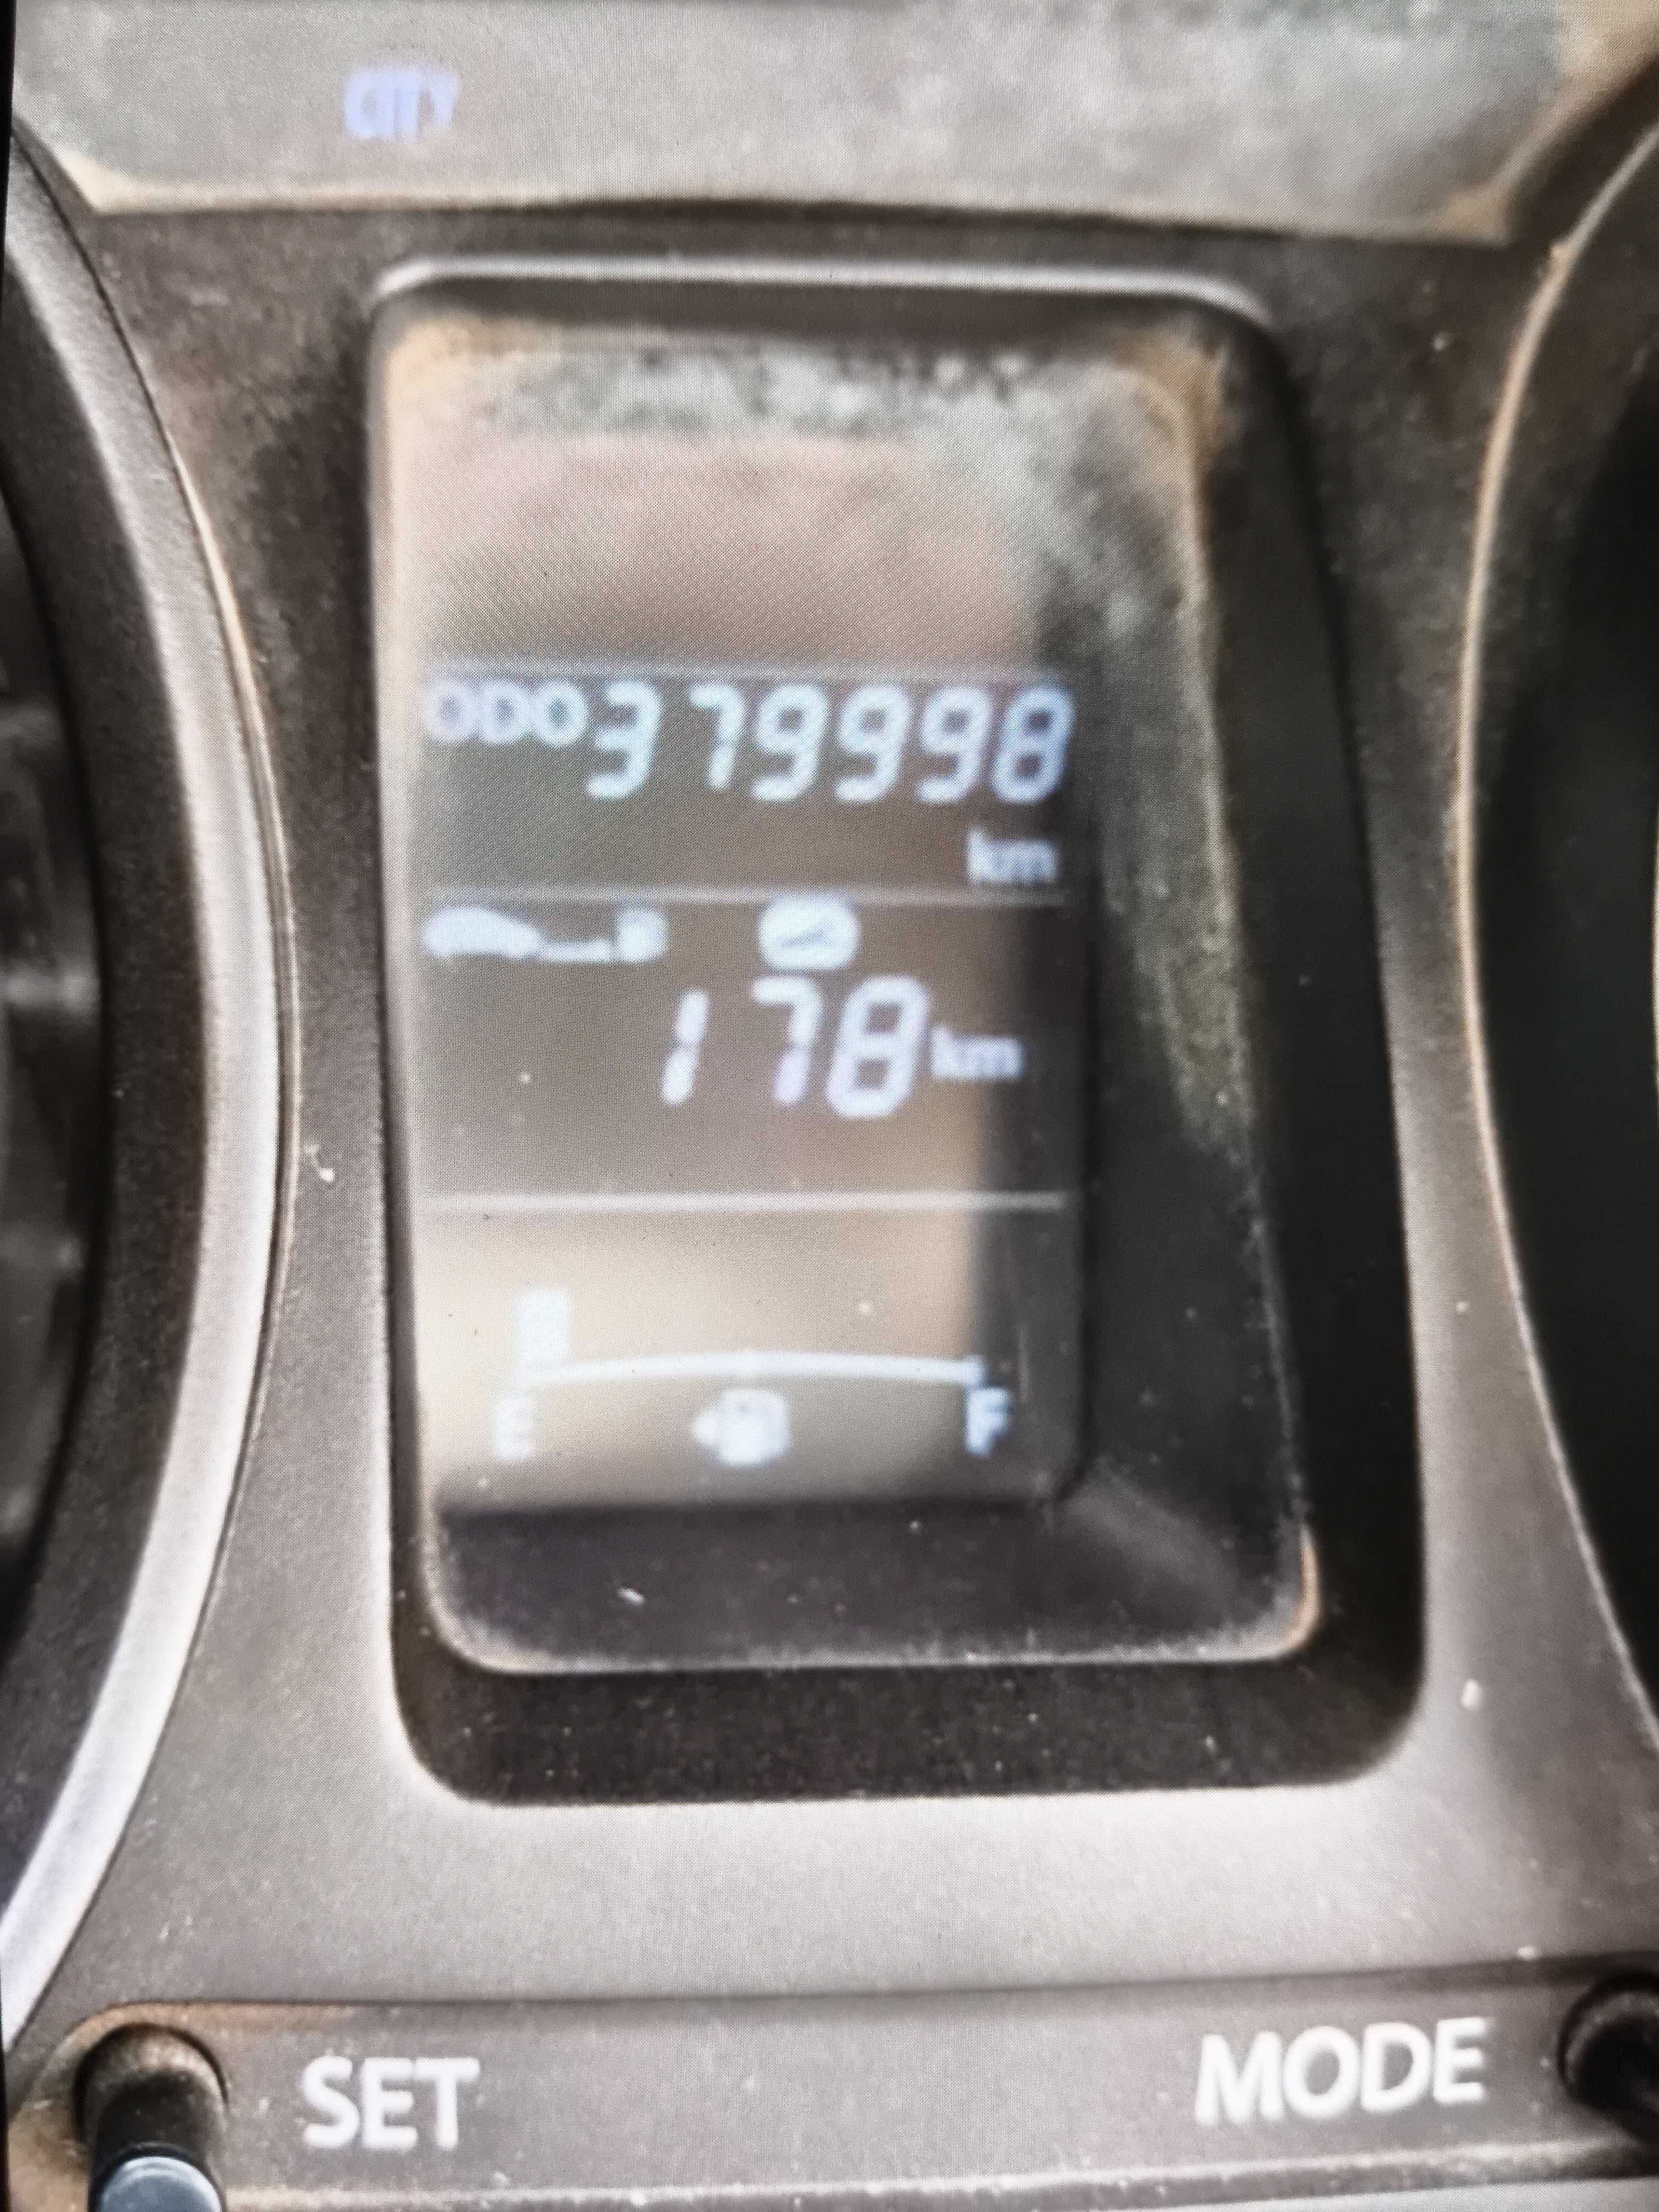 CITY
ODO 379998
km
178 km
E F
SET MODE